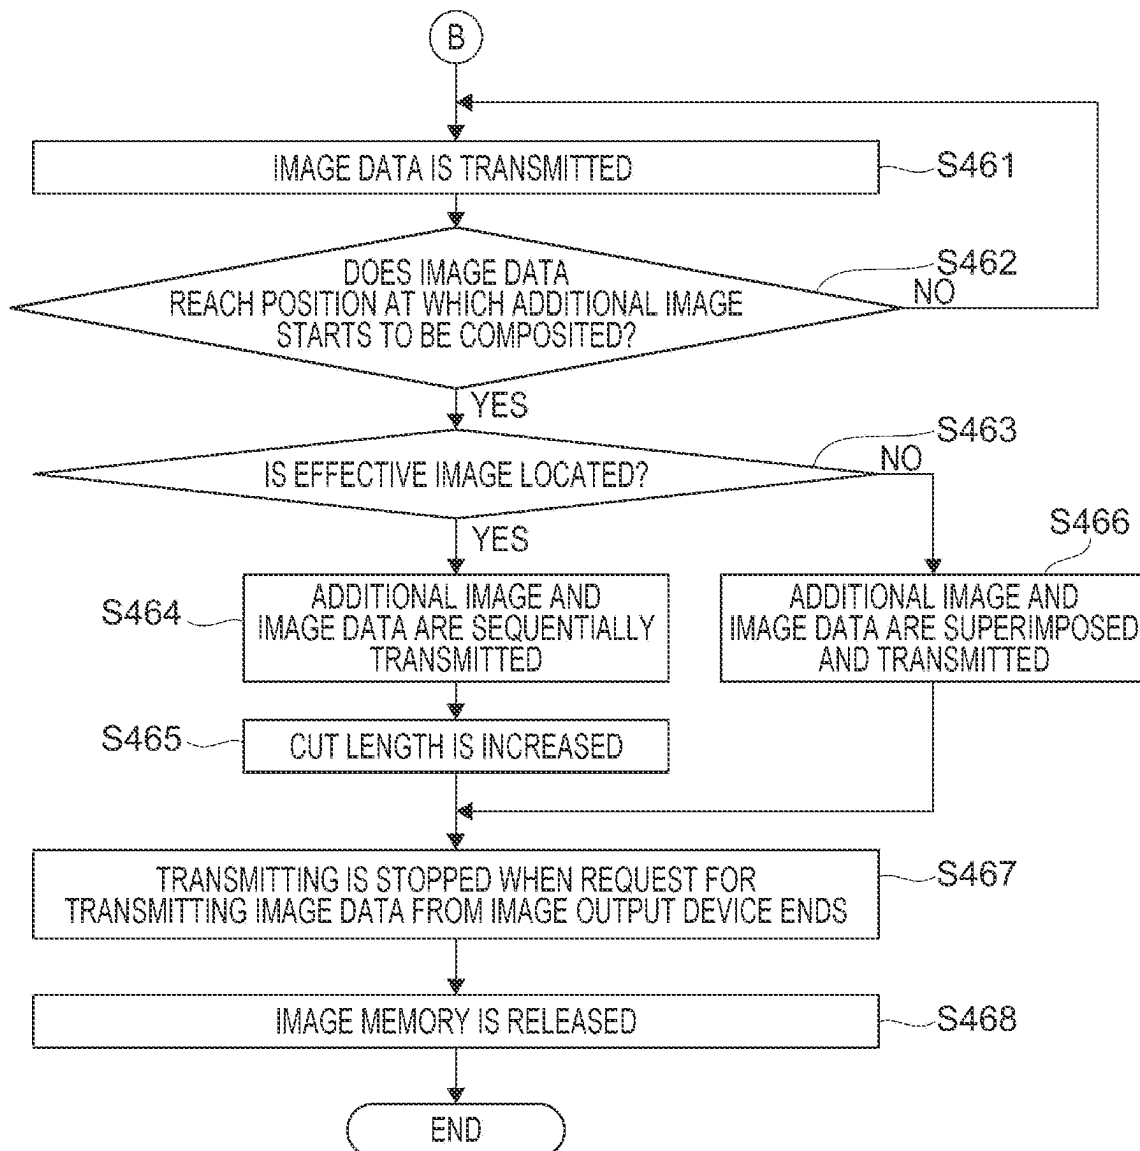 B
IMAGE DATA IS TRANSMITTED
S461
DOES IMAGE DATA
REACH POSITION AT WHICH ADDITIONAL IMAGE
STARTS TO BE COMPOSITED?
S462
NO
YES
IS EFFECTIVE IMAGE LOCATED?
S463
NO
YES
S464
ADDITIONAL IMAGE AND
IMAGE DATA ARE SEQUENTIALLY
TRANSMITTED
S466
ADDITIONAL IMAGE AND
IMAGE DATA ARE SUPERIMPOSED
AND TRANSMITTED
S465
CUT LENGTH IS INCREASED
TRANSMITTING IS STOPPED WHEN REQUEST FOR
TRANSMITTING IMAGE DATA FROM IMAGE OUTPUT DEVICE ENDS
S467
IMAGE MEMORY IS RELEASED
S468
END